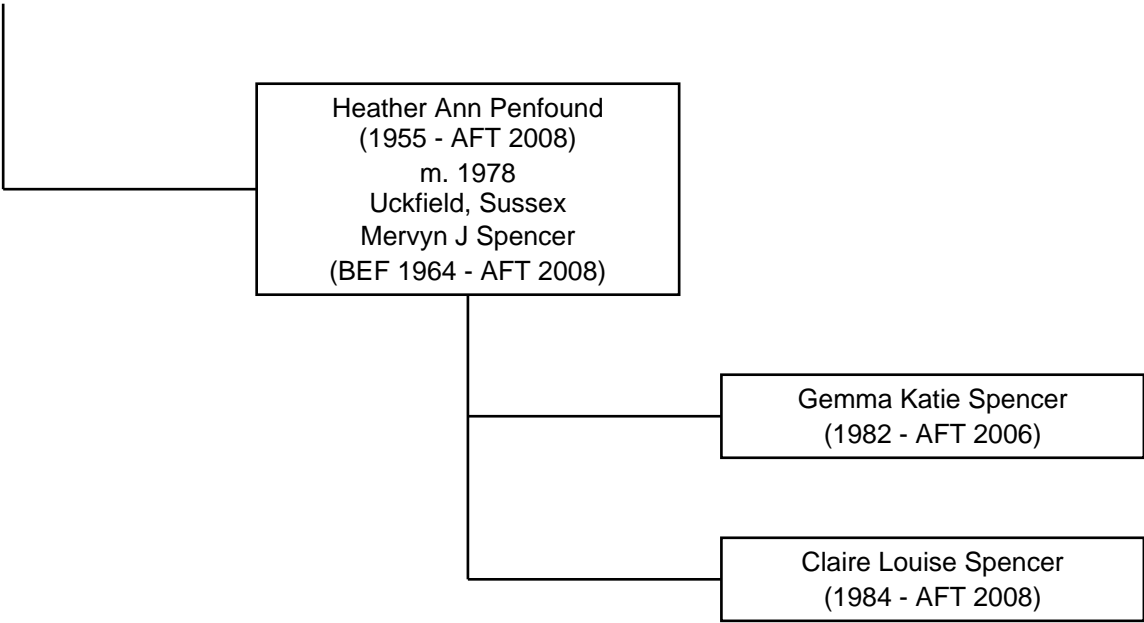 Heather Ann Penfound
(1955 - AFT 2008)
m. 1978
Uckfield, Sussex
Mervyn J Spencer
(BEF 1964 - AFT 2008)
Gemma Katie Spencer
(1982 - AFT 2006)
Claire Louise Spencer
(1984 - AFT 2008)